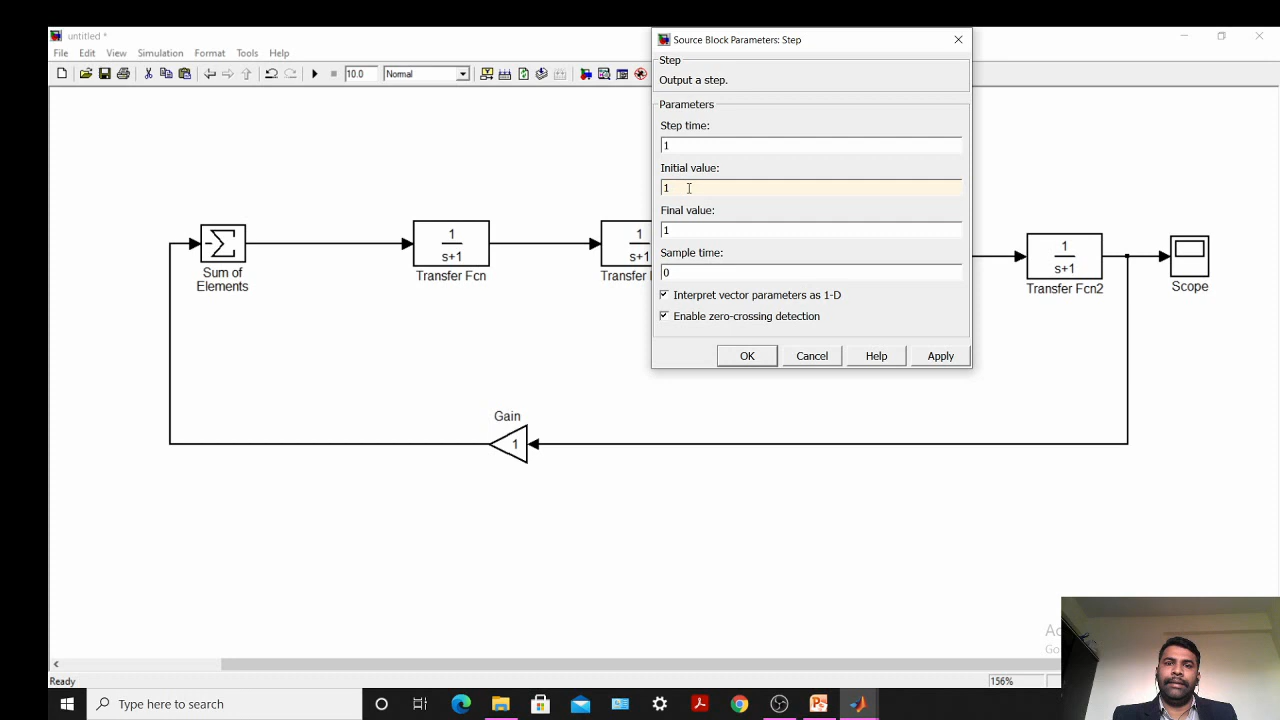 untitled *
File Edit View Simulation Format Tools Help
10.0 Normal
Source Block Parameters: Step
Step
Output a step.
Parameters
Step time:
1
Initial value:
1
Final value:
1
Sample time:
0
Interpret vector parameters as 1-D
Enable zero-crossing detection
OK Cancel Help Apply
Sum of
Elements
1
s+1
Transfer Fcn
1
s+1
Transfer
1
s+1
Transfer Fcn2
Scope
Gain
1
Ready
156%
Type here to search